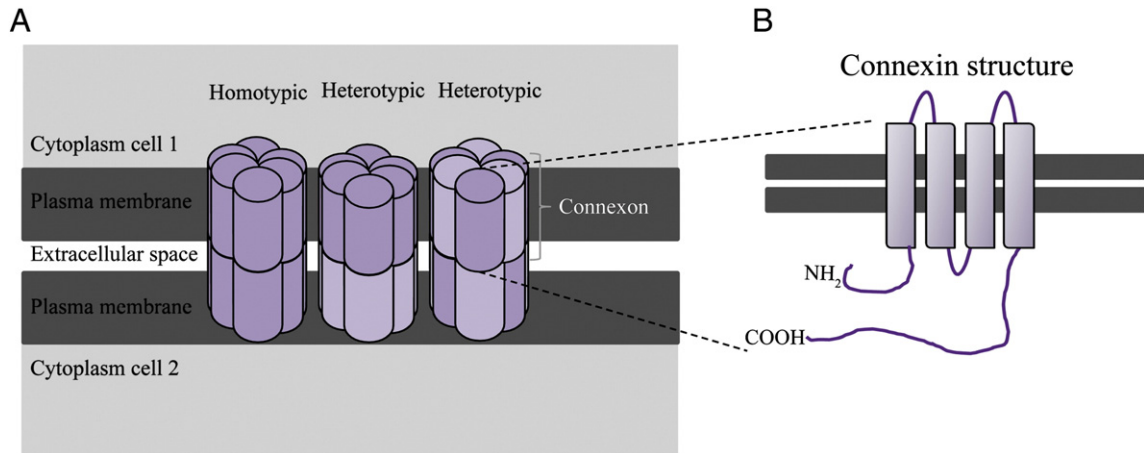 A
Homotypic
Heterotypic
Heterotypic
Cytoplasm cell 1
Plasma membrane
Connexon
Extracellular space
Plasma membrane
Cytoplasm cell 2
B
Connexin structure
NH₂
COOH